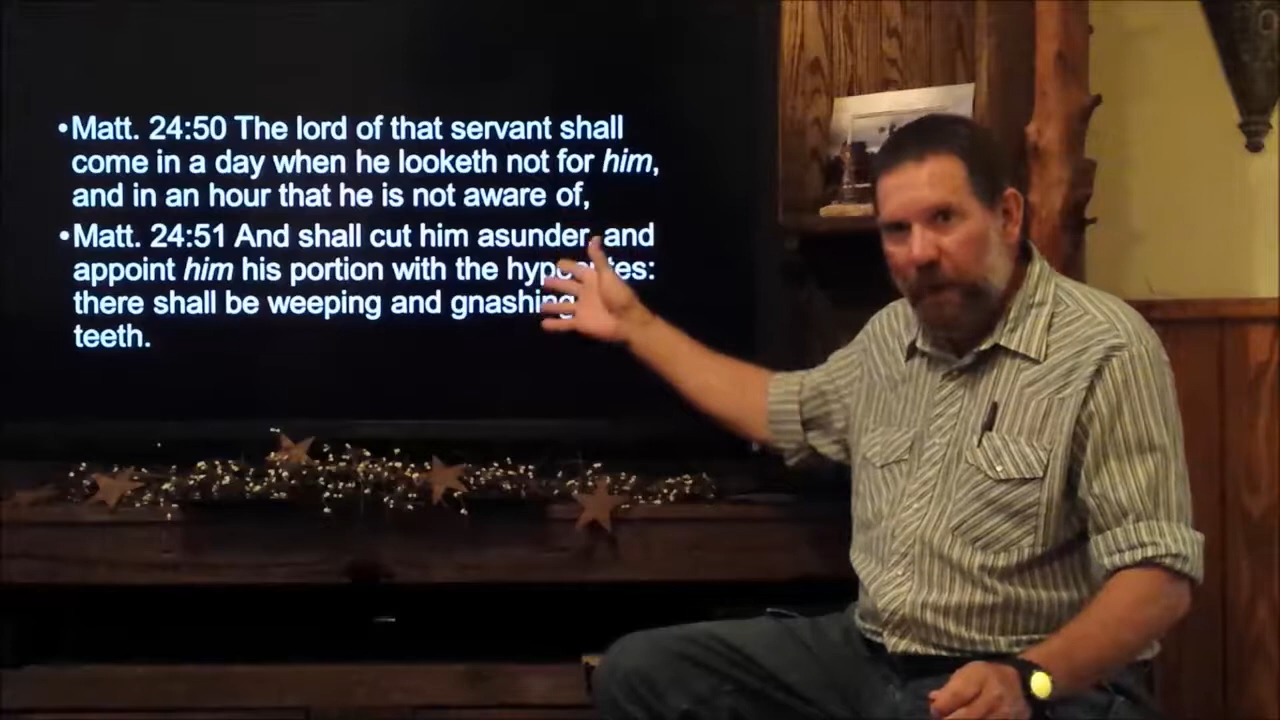 •Matt. 24:50 The lord of that servant shall
come in a day when he looketh not for him,
and in an hour that he is not aware of,
•Matt. 24:51 And shall cut him asunder, and
appoint him his portion with the hypocrites:
there shall be weeping and gnashing
teeth.